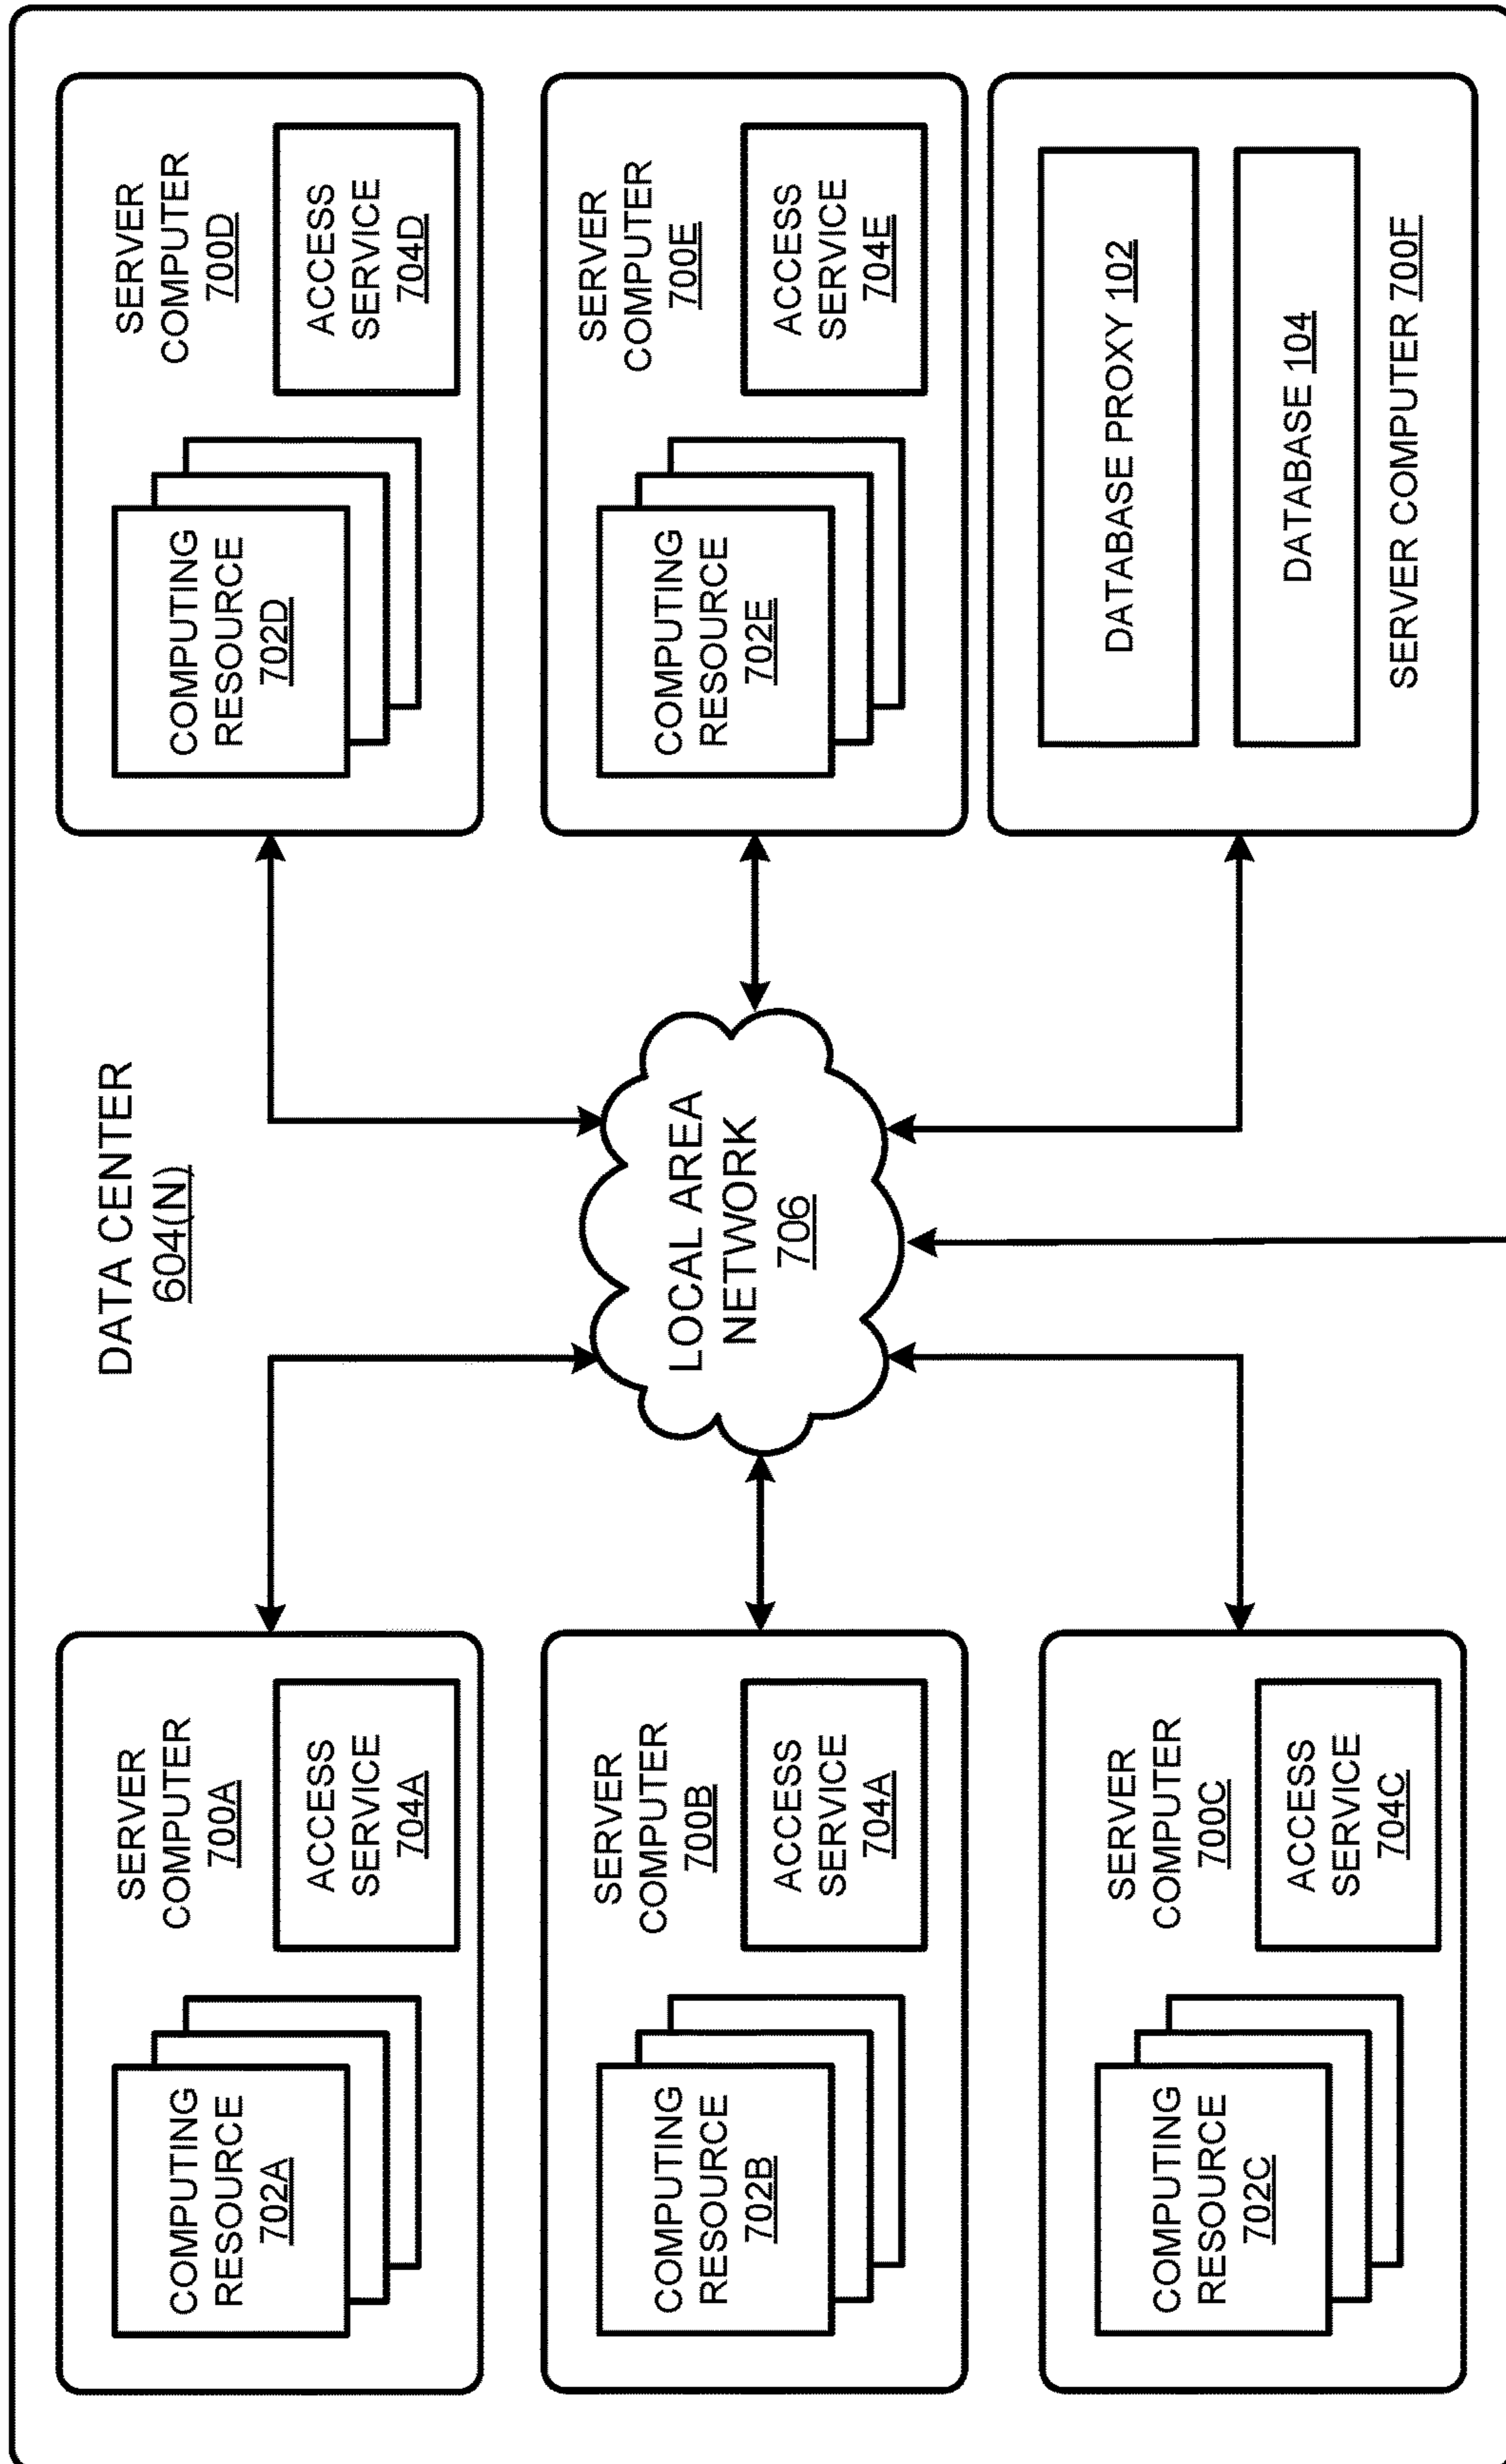 DATA CENTER
604(N)
SERVER
COMPUTER
700A
COMPUTING
RESOURCE
702A
ACCESS
SERVICE
704A
SERVER
COMPUTER
700D
COMPUTING
RESOURCE
702D
ACCESS
SERVICE
704D
SERVER
COMPUTER
700B
COMPUTING
RESOURCE
702B
ACCESS
SERVICE
704A
LOCAL AREA
NETWORK
706
SERVER
COMPUTER
700E
COMPUTING
RESOURCE
702E
ACCESS
SERVICE
704E
SERVER
COMPUTER
700C
COMPUTING
RESOURCE
702C
ACCESS
SERVICE
704C
DATABASE PROXY 102
DATABASE 104
SERVER COMPUTER 700F